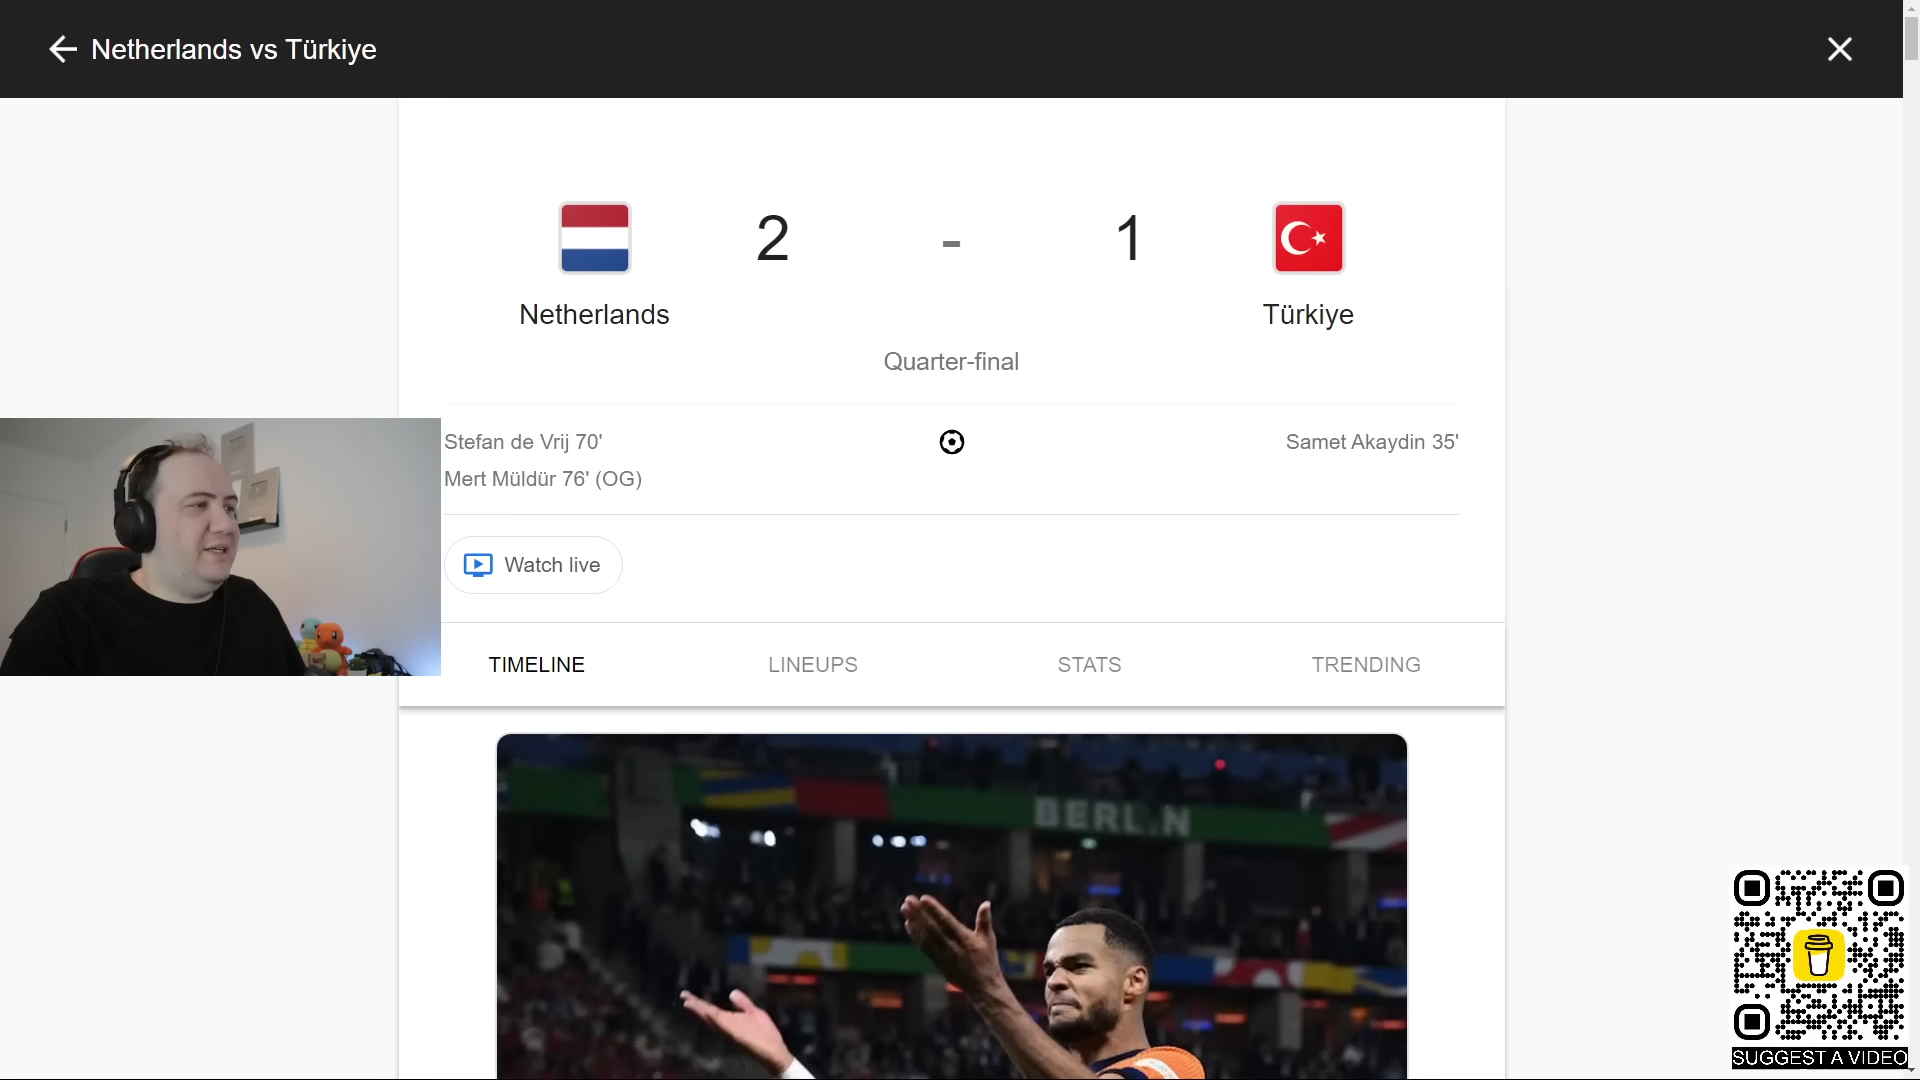 Netherlands vs Türkiye
2 - 1
Netherlands
Türkiye
Quarter-final
Stefan de Vrij 70'
Samet Akaydin 35'
Mert Müldür 76' (OG)
Watch live
TIMELINE
LINEUPS
STATS
TRENDING
BERLIN
SUGGEST A VIDEO